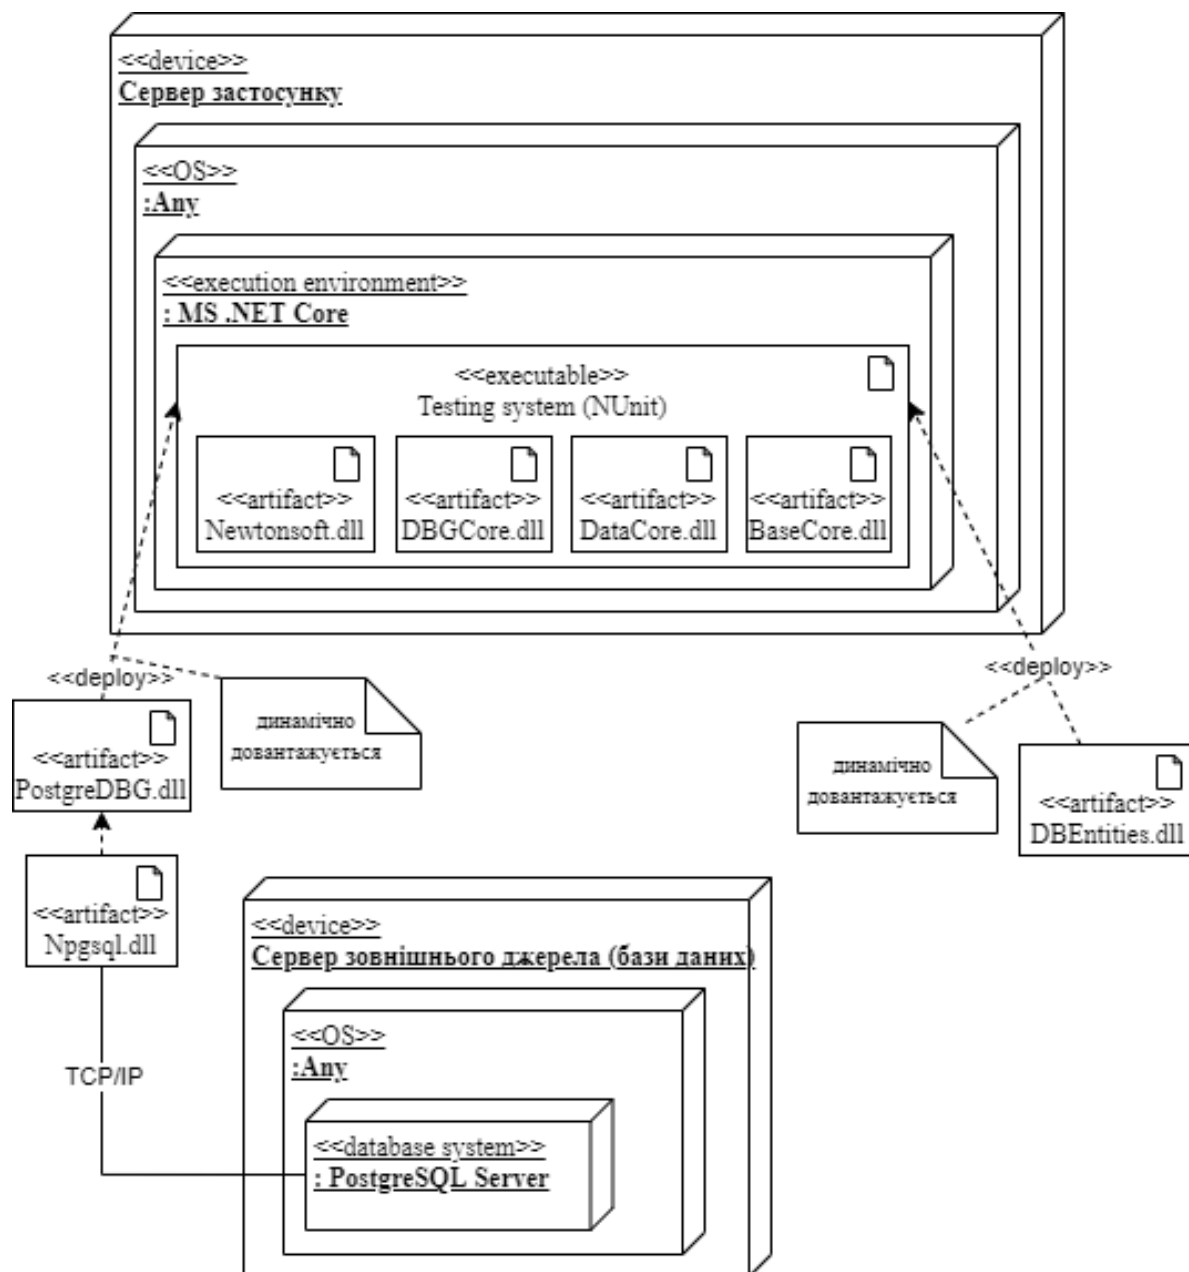 <<device>>
Сервер застосунку
<<OS>>
:Any
<<execution environment>>
: MS .NET Core
<<executable>>
Testing system (NUnit)
<<artifact>>
Newtonsoft.dll
<<artifact>>
DBGCore.dll
<<artifact>>
DataCore.dll
<<artifact>>
BaseCore.dll
<<deploy>>
<<deploy>>
динамічно
довантажується
<<artifact>>
PostgreDBG.dll
динамічно
довантажується
<<artifact>>
DBEntities.dll
<<artifact>>
Npgsql.dll
<<device>>
Сервер зовнішнього джерела (бази даних)
<<OS>>
:Any
TCP/IP
<<database system>>
: PostgreSQL Server